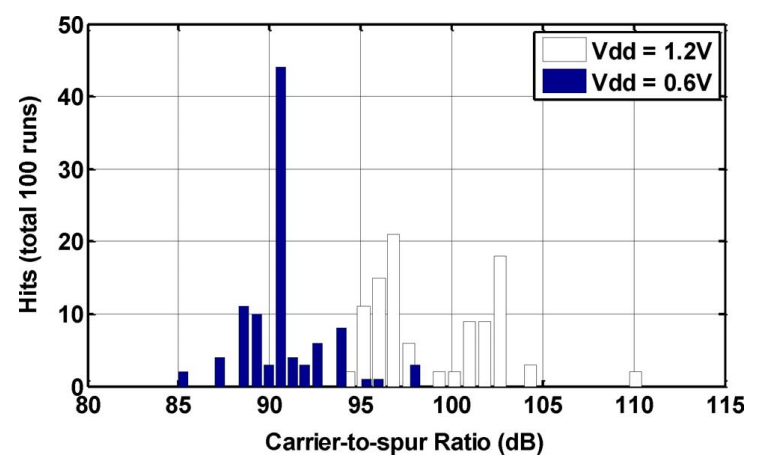 50
Vdd = 1.2V
Vdd = 0.6V
40
30
20
10
0
Hits (total 100 runs)
80 85 90 95 100 105 110 115
Carrier-to-spur Ratio (dB)